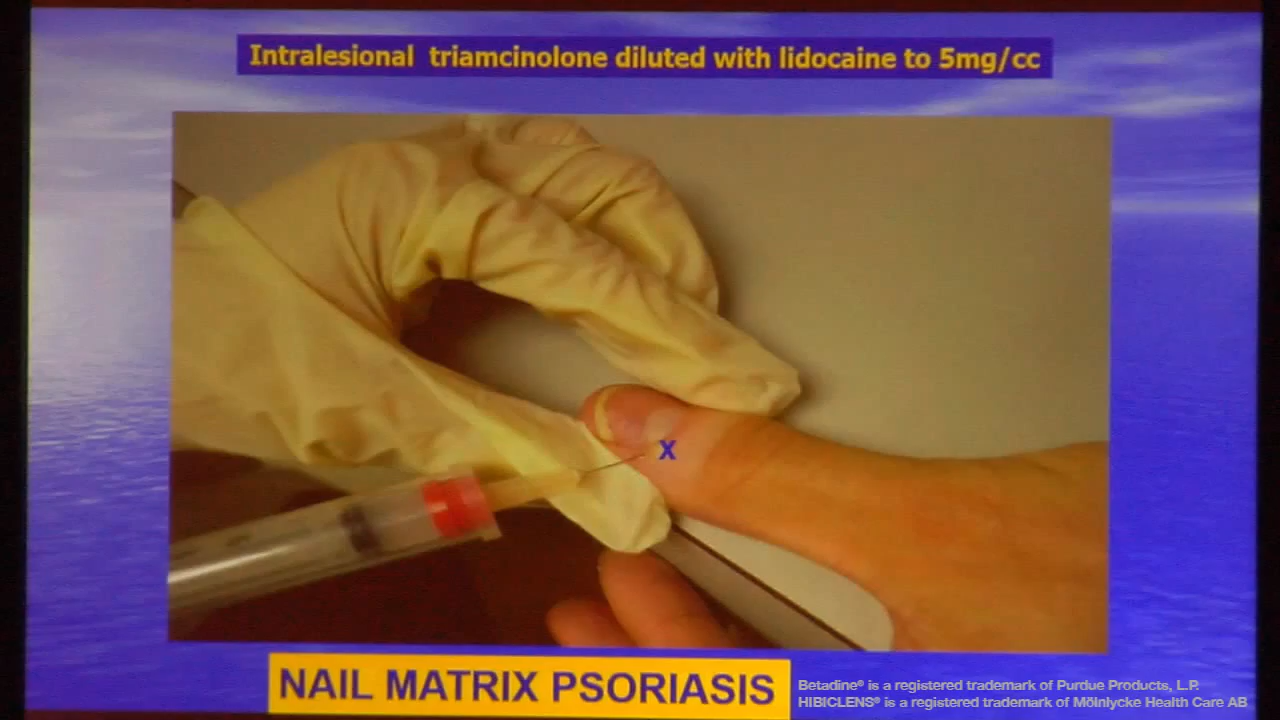 Intralesional triamcinolone diluted with lidocaine to 5mg/cc
X
NAIL MATRIX PSORIASIS
Betadine® is a registered trademark of Purdue Products, L.P.
HIBICLENS® is a registered trademark of Mölnlycke Health Care AB